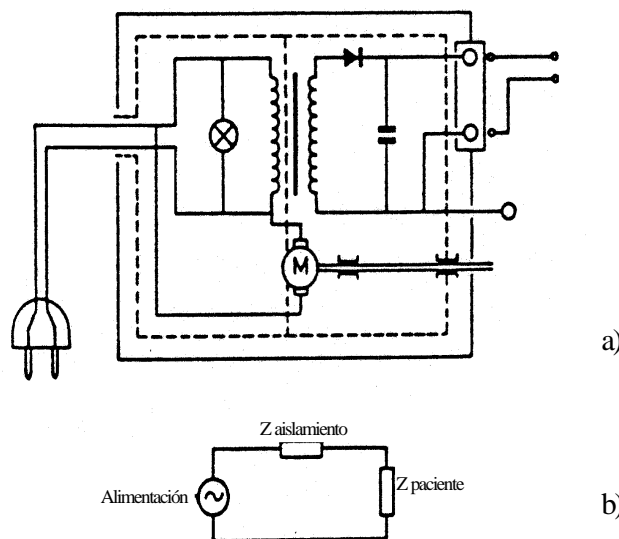 M
a)
Z aislamiento
Alimentación
Z paciente
b)